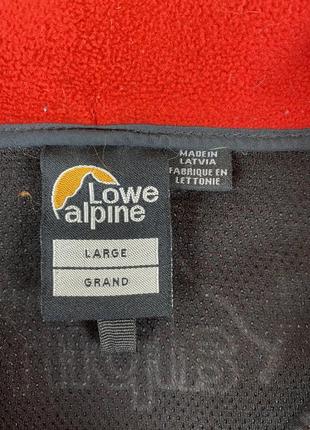 Lowe
alpine
LARGE
GRAND
MADE IN
LATVIA
FABRIQUE EN
LETTONIE